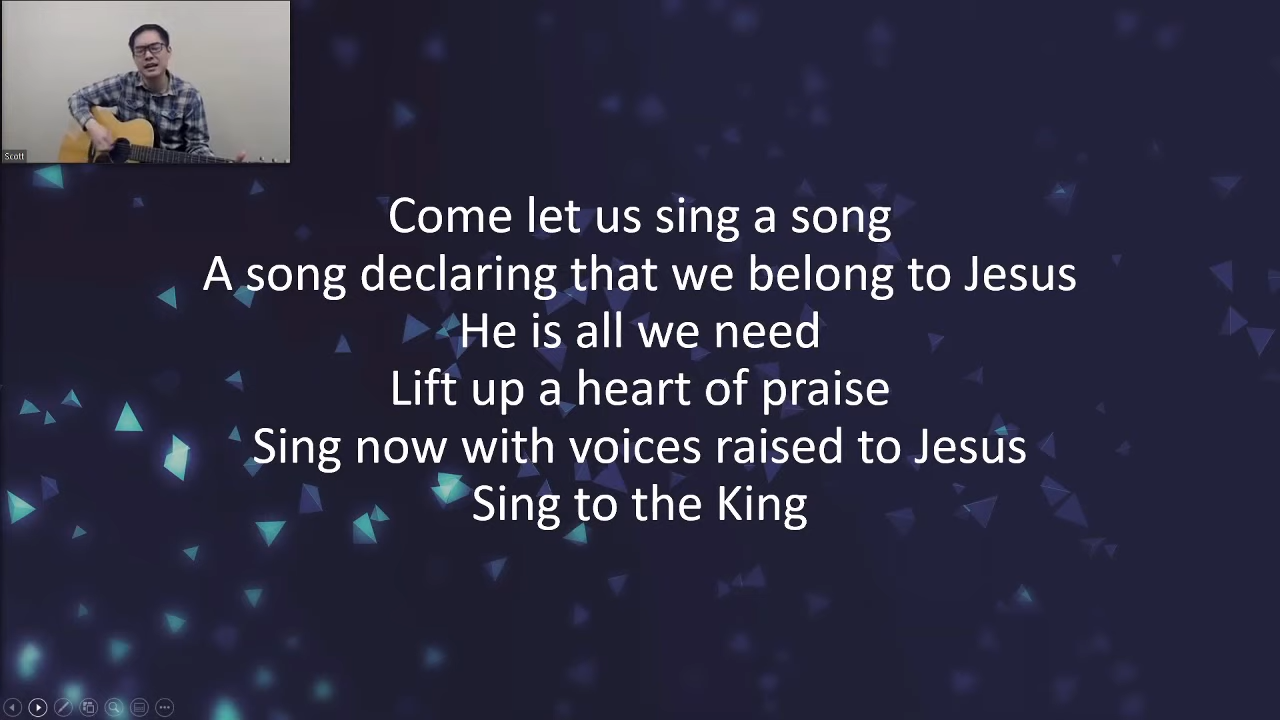 Scott
Come let us sing a song
A song declaring that we belong to Jesus
He is all we need
Lift up a heart of praise
Sing now with voices raised to Jesus
Sing to the King